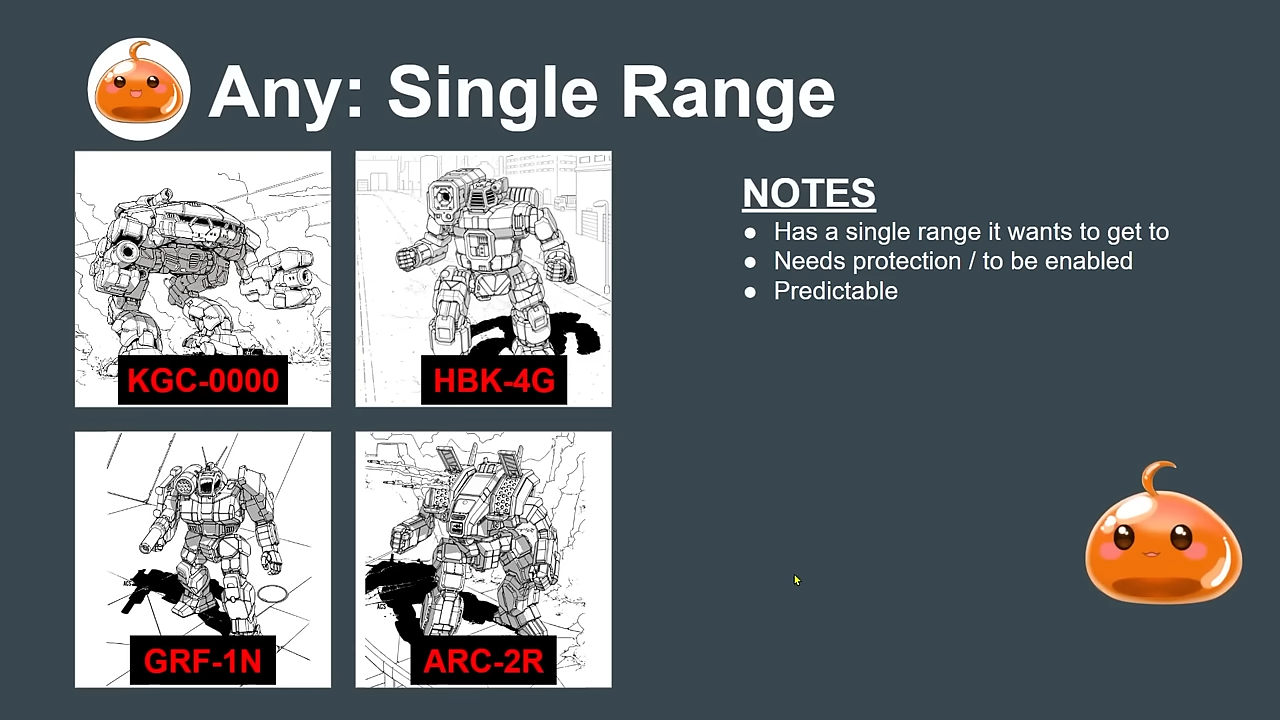 Any: Single Range
KGC-0000
HBK-4G
GRF-1N
ARC-2R
NOTES
● Has a single range it wants to get to
● Needs protection / to be enabled
● Predictable